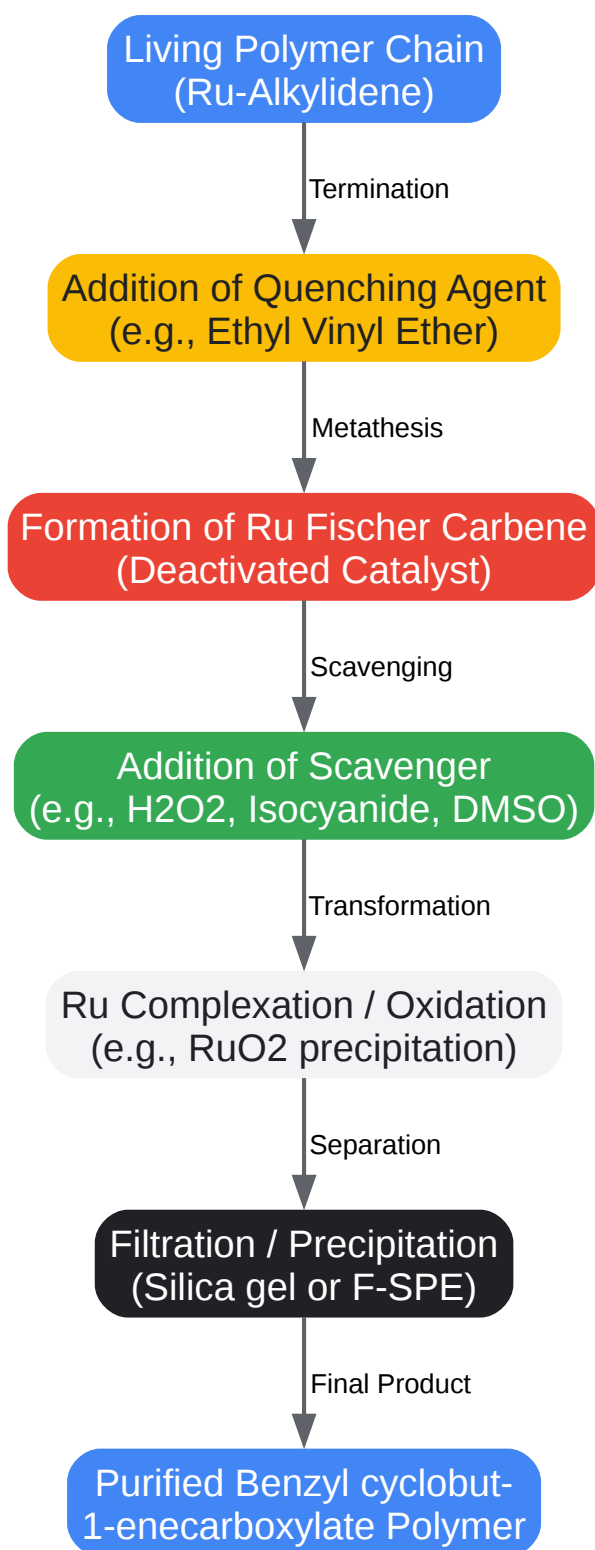 Living Polymer Chain
(Ru-Alkylidene)
Termination
Addition of Quenching Agent
(e.g., Ethyl Vinyl Ether)
Metathesis
Formation of Ru Fischer Carbene
(Deactivated Catalyst)
Scavenging
Addition of Scavenger
(e.g., H2O2, Isocyanide, DMSO)
Transformation
Ru Complexation / Oxidation
(e.g., RuO2 precipitation)
Separation
Filtration / Precipitation
(Silica gel or F-SPE)
Final Product
Purified Benzyl cyclobut-
1-enecarboxylate Polymer